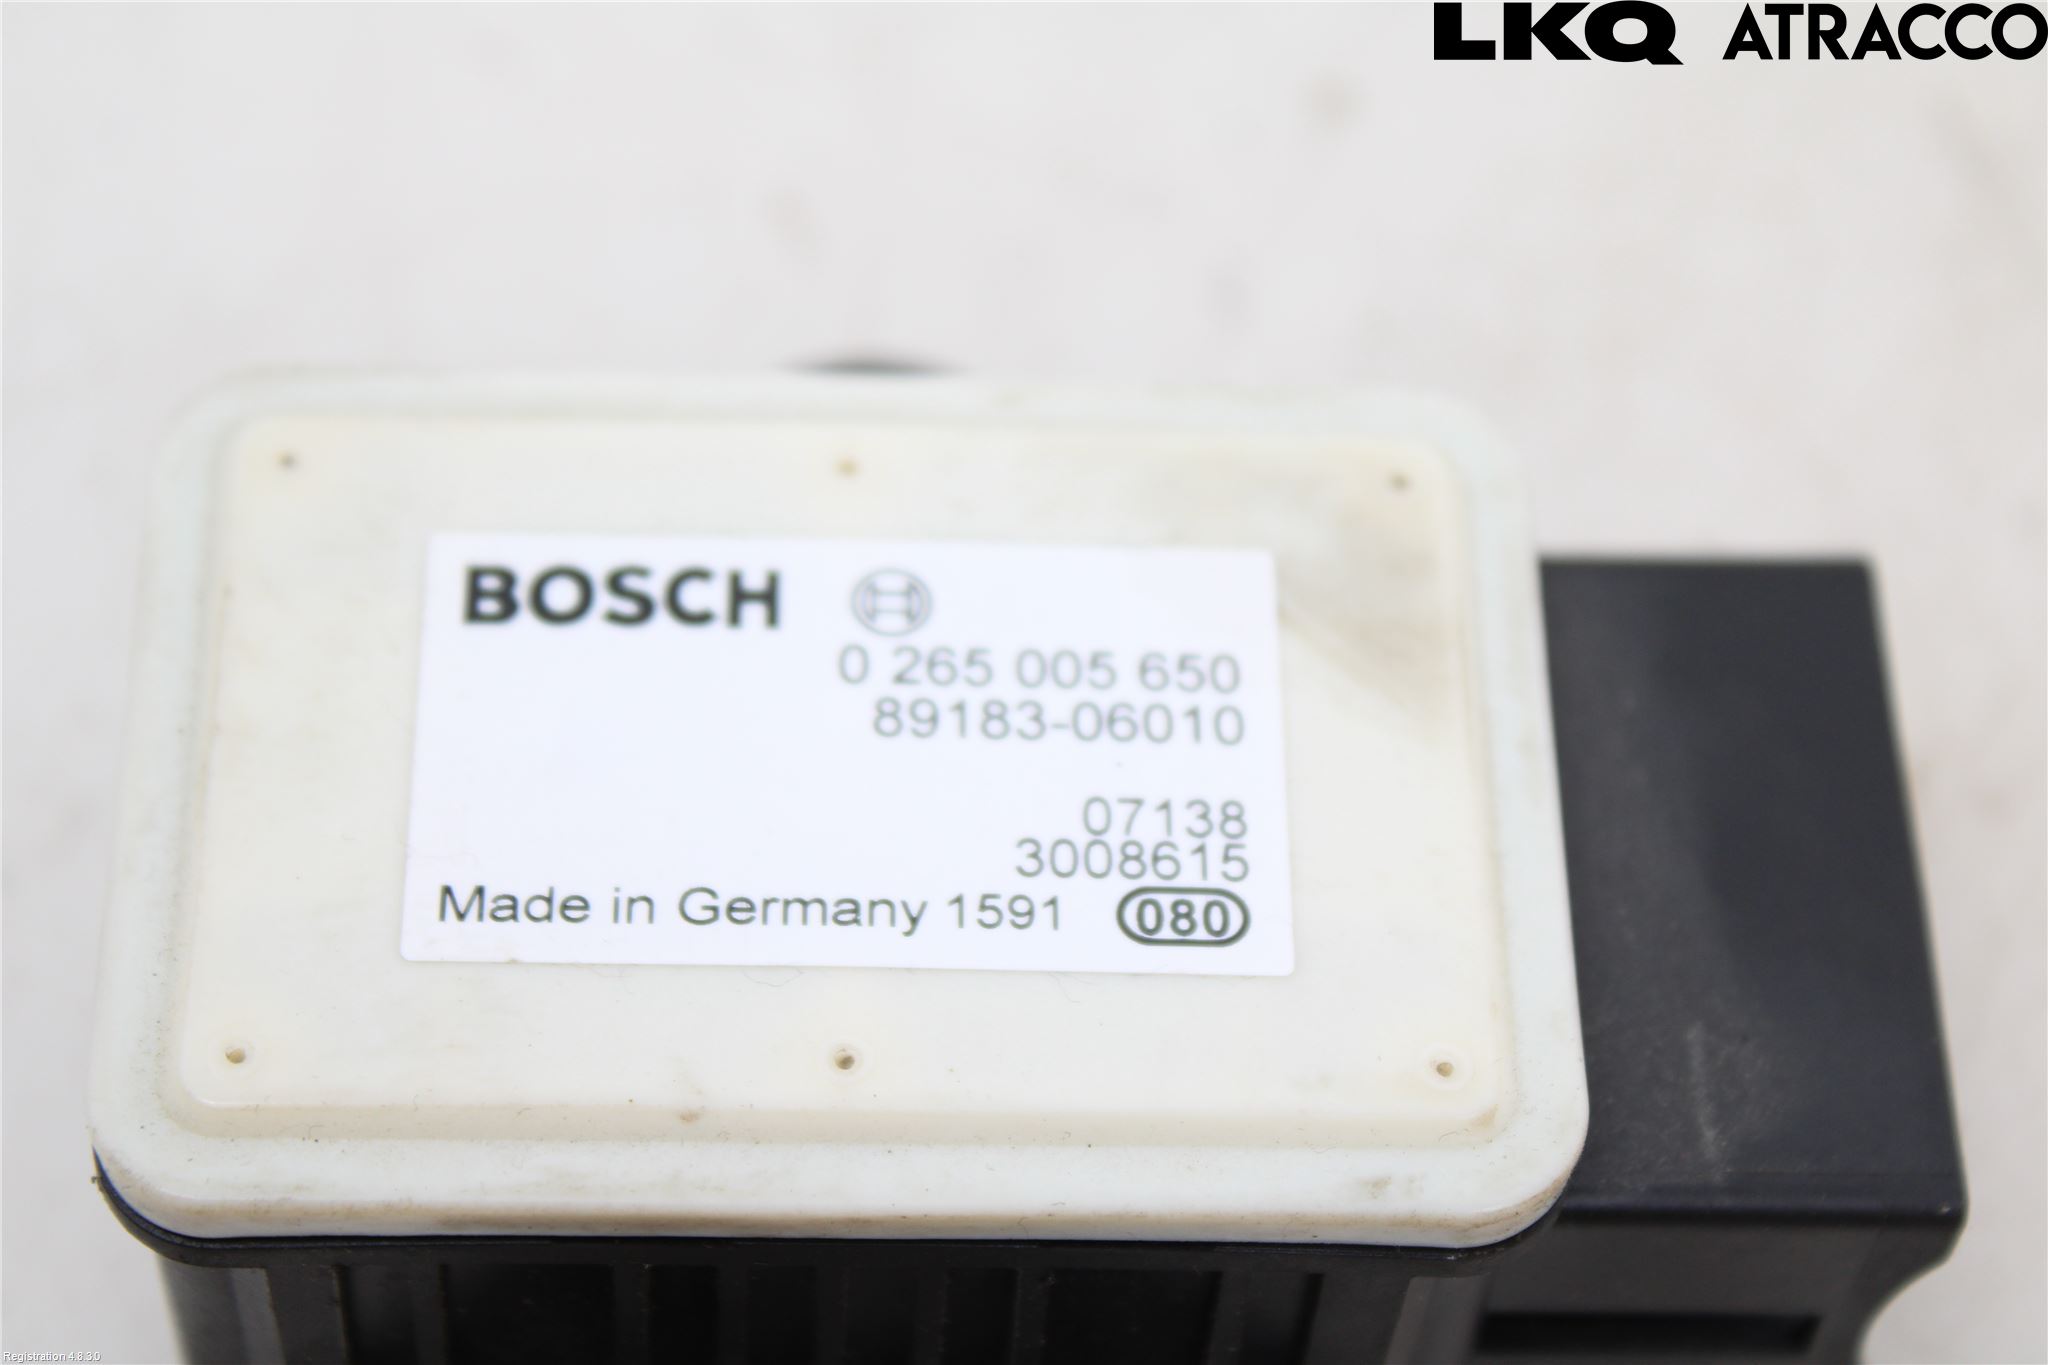 LKQ ATRACCO
BOSCH
0 265 005 650
89183-06010
07138
3008615
Made in Germany 1591 080
Registration 4.8.3.0